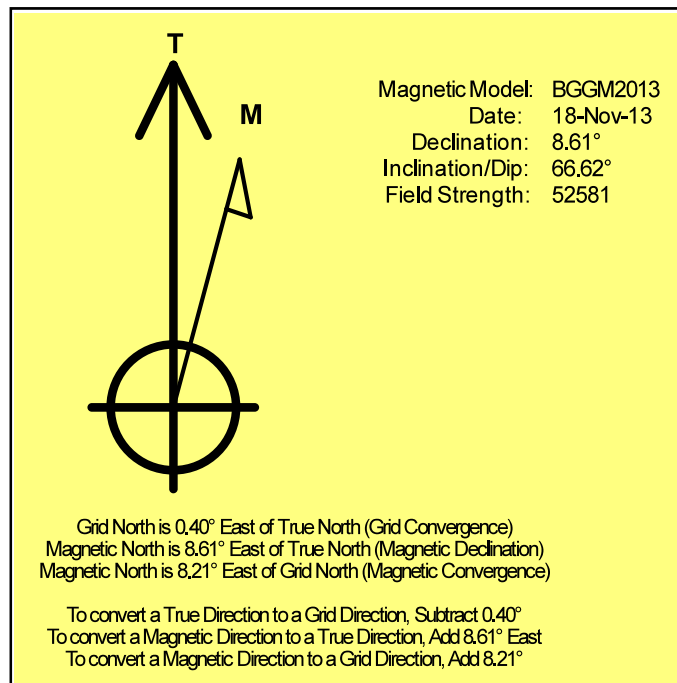 T
M
Magnetic Model: BGGM2013
Date: 18-Nov-13
Declination: 8.61°
Inclination/Dip: 66.62°
Field Strength: 52581
Grid North is 0.40° East of True North (Grid Convergence)
Magnetic North is 8.61° East of True North (Magnetic Declination)
Magnetic North is 8.21° East of Grid North (Magnetic Convergence)
To convert a True Direction to a Grid Direction, Subtract 0.40°
To convert a Magnetic Direction to a True Direction, Add 8.61° East
To convert a Magnetic Direction to a Grid Direction, Add 8.21°